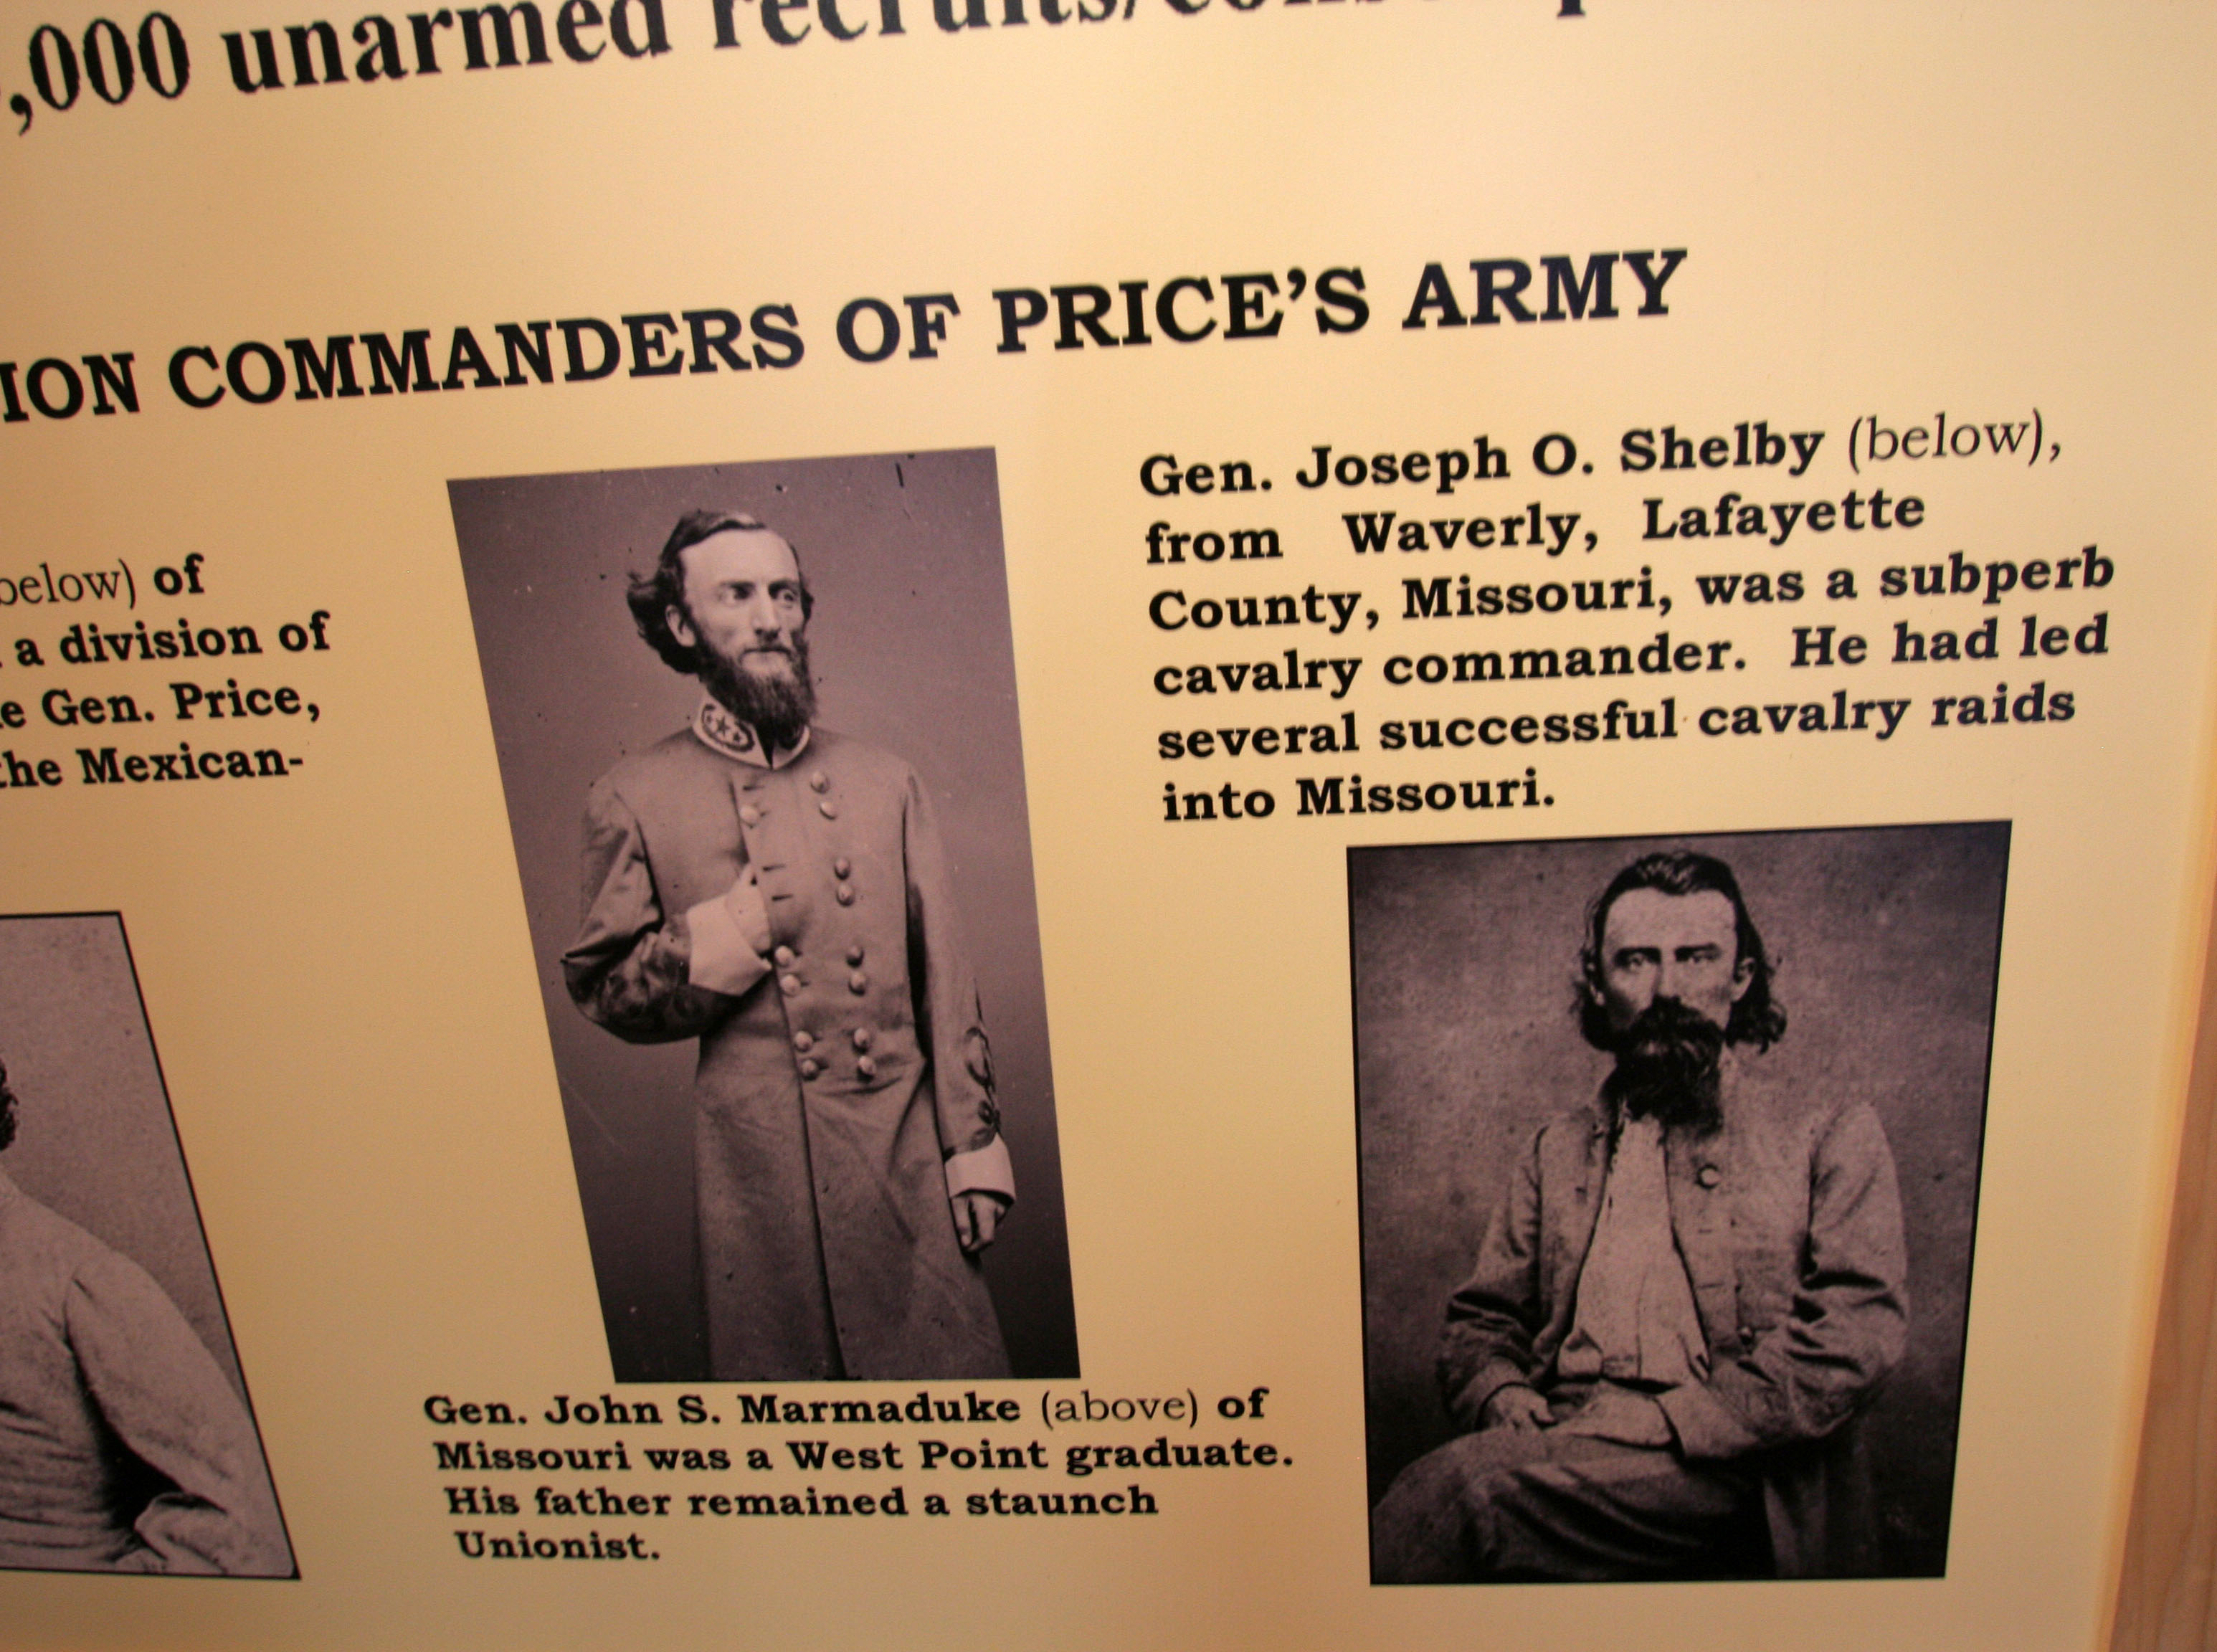 ,000 unarmed
ION COMMANDERS OF PRICE'S ARMY
below) of
a division of
e Gen. Price,
the Mexican-
Gen. Joseph O. Shelby (below),
from Waverly, Lafayette
County, Missouri, was a subperb
cavalry commander. He had led
several successful cavalry raids
into Missouri.
Gen. John S. Marmaduke (above) of
Missouri was a West Point graduate.
His father remained a staunch
Unionist.